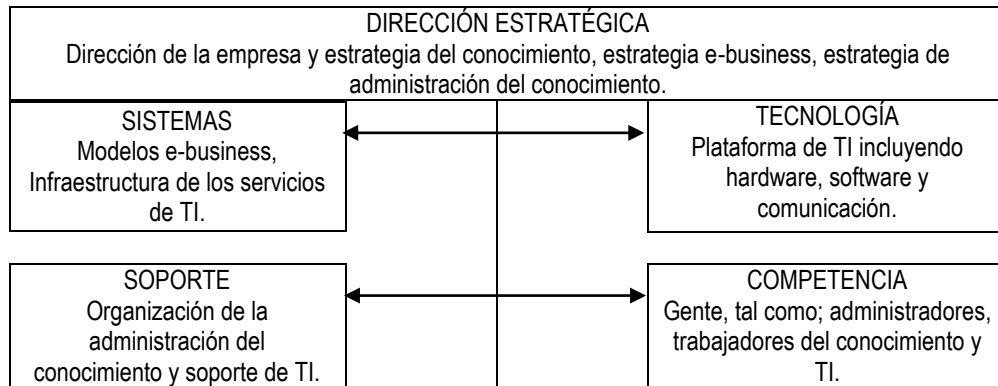 DIRECCIÓN ESTRATÉGICA
Dirección de la empresa y estrategia del conocimiento, estrategia e-business, estrategia de
administración del conocimiento.
SISTEMAS
Modelos e-business,
Infraestructura de los servicios
de TI.
TECNOLOGÍA
Plataforma de TI incluyendo
hardware, software y
comunicación.
SOPORTE
Organización de la
administración del
conocimiento y soporte de TI.
COMPETENCIA
Gente, tal como; administradores,
trabajadores del conocimiento y
TI.